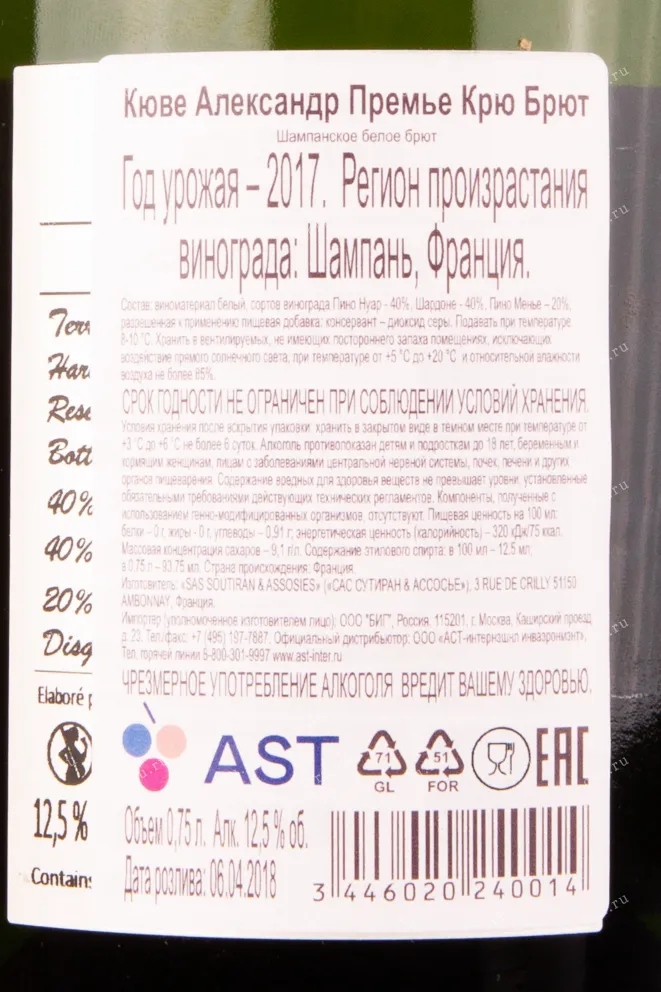 Кюве Александр Премье Крю Брют
Шампанское белое брют
Год урожая – 2017. Регион произрастания
винограда: Шампань, Франция.
Состав: виноматериал белый, сортов винограда Пино Нуар - 40%, Шардоне - 40%, Пино Менье – 20%,
разрешенная к применению пищевая добавка: консервант – диоксид серы. Подавать при температуре
8-10 °C. Хранить в вентилируемых, не имеющих постороннего запаха помещениях, исключающих
воздействие прямого солнечного света, при температуре от +5 °C до +20 °C и относительной влажности
воздуха не более 85%.
СРОК ГОДНОСТИ НЕ ОГРАНИЧЕН ПРИ СОБЛЮДЕНИИ УСЛОВИЙ ХРАНЕНИЯ.
Условия хранения после вскрытия упаковки: хранить в закрытом виде в темном месте при температуре от
+3 °C до +6 °C не более 6 суток. Алкоголь противопоказан детям и подросткам до 18 лет, беременным и
кормящим женщинам, лицам с заболеваниями центральной нервной системы, почек, печени и других
органов пищеварения. Содержание вредных для здоровья веществ не превышает уровни, установленные
обязательными требованиями действующих технических регламентов. Компоненты, полученные с
использованием генно-модифицированных организмов, отсутствуют. Пищевая ценность на 100 мл:
белки – 0 г, жиры - 0 г, углеводы – 0,91 г, энергетическая ценность (калорийность) – 320 кДж/75 ккал.
Массовая концентрация сахаров – 9,1 г/л. Содержание этилового спирта: в 100 мл – 12,5 мл;
в 0,75 л– 93,75 мл. Страна происхождения: Франция.
Изготовитель: «SAS SOUTIRAN & ASSOSIES» («САС СУТИРАН & АССОСЬЕ»), 3 RUE DE CRILLY 51150
AMBONNAY, Франция.
Импортер (уполномоченное изготовителем лицо): ООО "БИГ", Россия, 115201, г. Москва, Каширский проезд
д. 23, Тел./факс: +7 (495) 197-7687, Официальный дистрибьютор: ООО «АСТ-интернэшнл инваэронмэнт»,
Тел. горячей линии 8-800-301-9997 www.ast-inter.ru
ЧРЕЗМЕРНОЕ УПОТРЕБЛЕНИЕ АЛКОГОЛЯ ВРЕДИТ ВАШЕМУ ЗДОРОВЬЮ.
AST
71
GL
51
FOR
EAC
Объем 0,75 л. Алк. 12,5 % об.
Дата розлива: 06.04.2018
3 446020 240014
Terr
Har
Rese
Bott
40%
40%
20%
Disg
Elaboré p
12,5 %
Contains